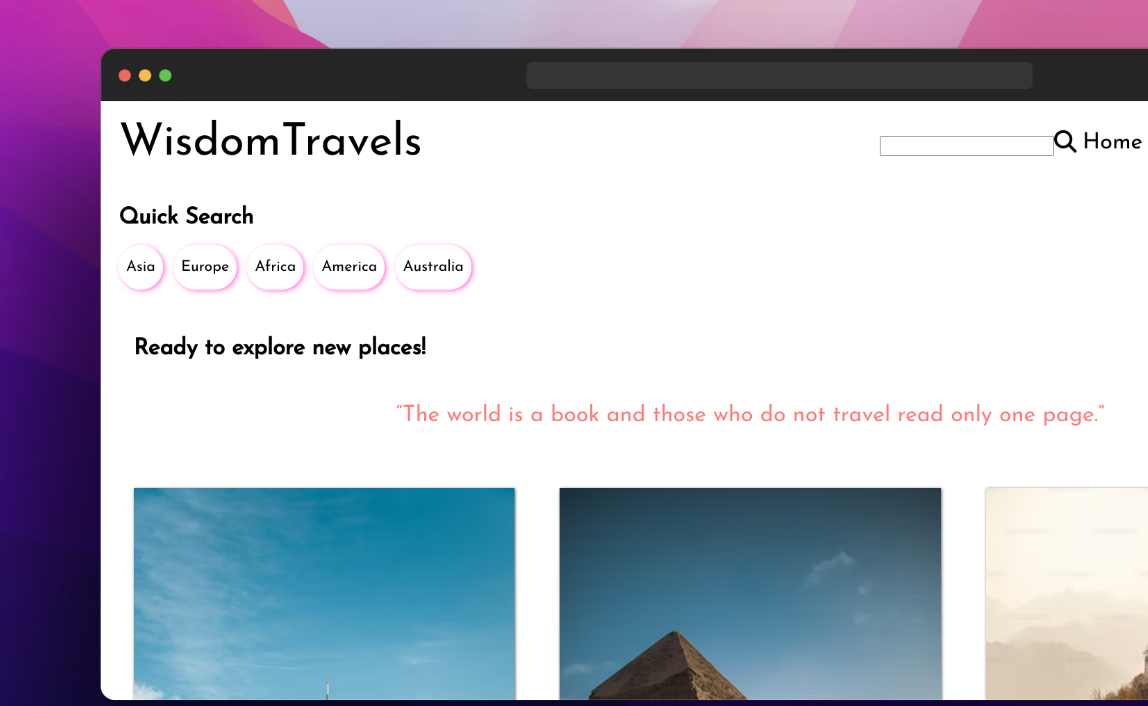 WisdomTravels
Home
Quick Search
Asia Europe Africa America Australia
Ready to explore new places!
“The world is a book and those who do not travel read only one page.”